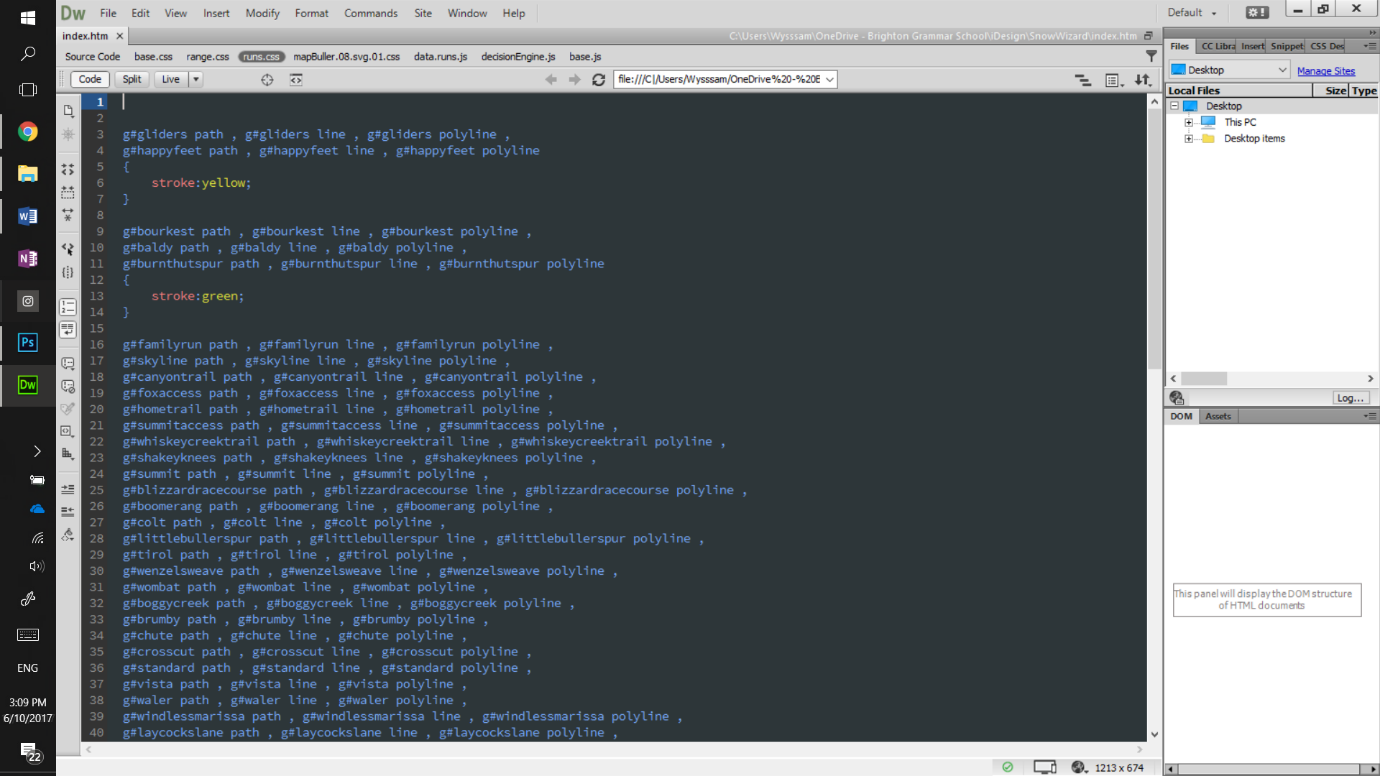 Dw File Edit View Insert Modify Format Commands Site Window Help Default
index.htm × C:\Users\Wysssam\OneDrive - Brighton Grammar School\iDesign\SnowWizard\index.htm
Source Code base.css range.css runs.css mapBuller.08.svg.01.css data.runs.js decisionEngine.js base.js
Code Split Live file:///C|/Users/Wysssam/OneDrive%20-%20B
1
2
3 g#gliders path , g#gliders line , g#gliders polyline ,
4 g#happyfeet path , g#happyfeet line , g#happyfeet polyline
5 {
6 stroke:yellow;
7 }
8
9 g#bourkest path , g#bourkest line , g#bourkest polyline ,
10 g#baldy path , g#baldy line , g#baldy polyline ,
11 g#burnthutspur path , g#burnthutspur line , g#burnthutspur polyline
12 {
13 stroke:green;
14 }
15
16 g#familyrun path , g#familyrun line , g#familyrun polyline ,
17 g#skyline path , g#skyline line , g#skyline polyline ,
18 g#canyontrail path , g#canyontrail line , g#canyontrail polyline ,
19 g#foxaccess path , g#foxaccess line , g#foxaccess polyline ,
20 g#hometrail path , g#hometrail line , g#hometrail polyline ,
21 g#summitaccess path , g#summitaccess line , g#summitaccess polyline ,
22 g#whiskeycreektrail path , g#whiskeycreektrail line , g#whiskeycreektrail polyline ,
23 g#shakeyknees path , g#shakeyknees line , g#shakeyknees polyline ,
24 g#summit path , g#summit line , g#summit polyline ,
25 g#blizzardracecourse path , g#blizzardracecourse line , g#blizzardracecourse polyline ,
26 g#boomerang path , g#boomerang line , g#boomerang polyline ,
27 g#colt path , g#colt line , g#colt polyline ,
28 g#littlebullerspur path , g#littlebullerspur line , g#littlebullerspur polyline ,
29 g#tirol path , g#tirol line , g#tirol polyline ,
30 g#wenzelsweave path , g#wenzelsweave line , g#wenzelsweave polyline ,
31 g#wombat path , g#wombat line , g#wombat polyline ,
32 g#boggycreek path , g#boggycreek line , g#boggycreek polyline ,
33 g#brumby path , g#brumby line , g#brumby polyline ,
34 g#chute path , g#chute line , g#chute polyline ,
35 g#crosscut path , g#crosscut line , g#crosscut polyline ,
36 g#standard path , g#standard line , g#standard polyline ,
37 g#vista path , g#vista line , g#vista polyline ,
38 g#waler path , g#waler line , g#waler polyline ,
39 g#windlessmarissa path , g#windlessmarissa line , g#windlessmarissa polyline ,
40 g#laycockslane path , g#laycockslane line , g#laycockslane polyline ,
1213 x 674
Files CC Libra Insert Snippet CSS Des
Desktop Manage Sites
Local Files Size Type
Desktop
This PC
Desktop items
Log...
DOM Assets
This panel will display the DOM structure
of HTML documents
Ps
Dw
ENG
3:09 PM
6/10/2017
22